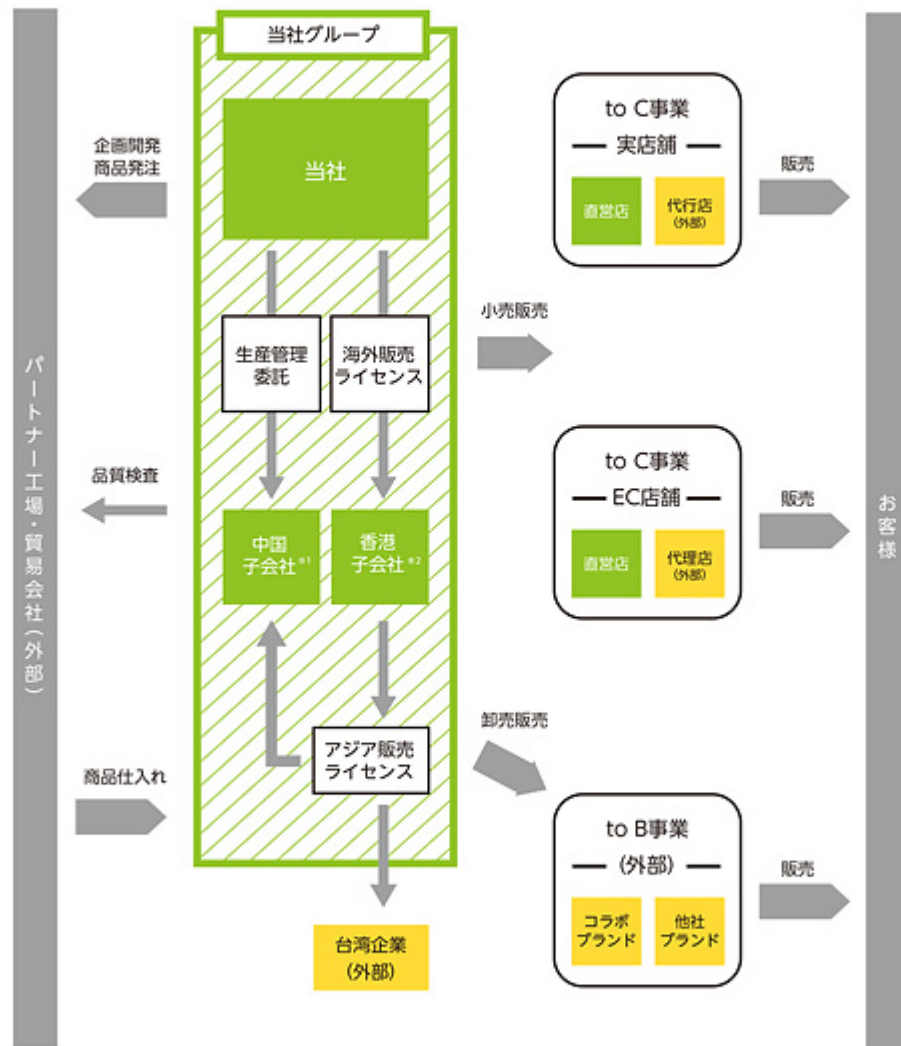 当社グループ
当社
企画開発
商品発注
生産管理
委託
海外販売
ライセンス
品質検査
中国
子会社※1
香港
子会社※2
アジア販売
ライセンス
商品仕入れ
台湾企業
(外部)
パートナー工場・貿易会社(外部)
小売販売
卸売販売
to C事業
実店舗
直営店
代行店
(外部)
販売
to C事業
EC店舗
直営店
代理店
(外部)
販売
to B事業
(外部)
コラボ
ブランド
他社
ブランド
販売
お客様